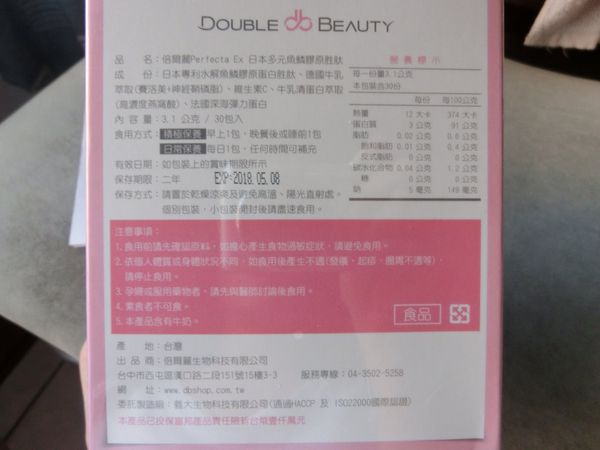 DOUBLE db BEAUTY
品　名：倍爾麗Perfecta Ex 日本多元魚鱗膠原胜肽
成　份：日本專利水解魚鱗膠原蛋白胜肽、德國牛乳
萃取(賽洛美+神經鞘磷脂)、維生素C、牛乳清蛋白萃取
(高濃度燕窩酸)、法國深海彈力蛋白
內 容 量：3.1 公克 / 30包入
食用方式：積極保養 早上1包，晚餐後或睡前1包
日常保養 每日1包，任何時間可補充
有效日期：如包裝上的賞味期限所示
保存期限：二年 EXP:2018.05.08
保存方式：請置於乾燥涼爽及避免高溫、陽光直射處。
個別包裝，小包裝開封後請盡速食用。
營養標示
每一份量3.1公克
本包裝含30份
每份 每100公克
熱量 12 大卡 374 大卡
蛋白質 3 公克 91 公克
脂肪 0.02 公克 0.6 公克
飽和脂肪 0.01 公克 0.4 公克
反式脂肪 0 公克 0 公克
碳水化合物 0.04 公克 1.2 公克
糖 0 公克 0 公克
鈉 5 毫克 149 毫克
注意事項：
1.食用前請先確認原料，如擔心產生食物過敏症狀，請避免食用。
2.依個人體質或身體狀況不同，如食用後產生不適(發癢、起疹、腸胃不適等)，
請停止食用。
3.孕婦或服用藥物者，請先與醫師討論後食用。
4.素食者不可食。
5.本產品含有牛奶。
食品
產　地：台灣
出 品 商：倍爾麗生物科技有限公司
台中市西屯區漢口路二段151號15樓3-3 服務專線：04-3502-5258
網　址：www.dbshop.com.tw
委託製造廠：義大生物科技有限公司(通過HACCP 及 ISO22000國際認證)
本產品已投保富邦產品責任險新台幣壹仟萬元